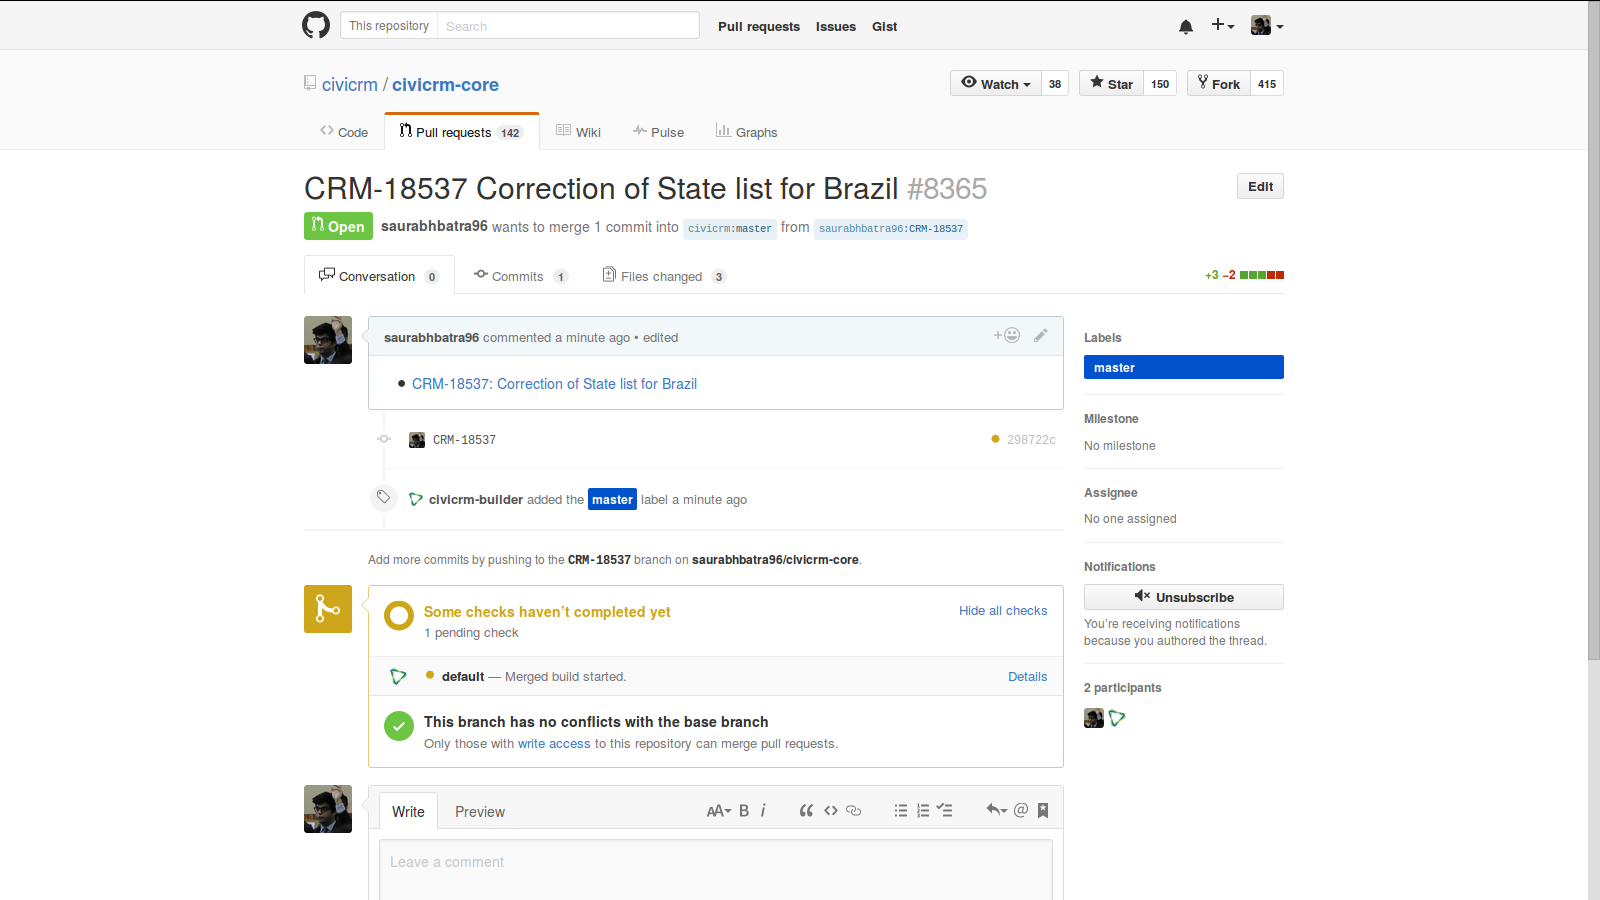 This repository Search Pull requests Issues Gist
civicrm / civicrm-core Watch 38 Star 150 Fork 415
Code Pull requests 142 Wiki Pulse Graphs
CRM-18537 Correction of State list for Brazil #8365 Edit
Open saurabhbatra96 wants to merge 1 commit into civicrm:master from saurabhbatra96:CRM-18537
Conversation 0 Commits 1 Files changed 3 +3 −2
saurabhbatra96 commented a minute ago • edited
• CRM-18537: Correction of State list for Brazil
CRM-18537 298722c
civicrm-builder added the master label a minute ago
Add more commits by pushing to the CRM-18537 branch on saurabhbatra96/civicrm-core.
Some checks haven't completed yet Hide all checks
1 pending check
default — Merged build started. Details
This branch has no conflicts with the base branch
Only those with write access to this repository can merge pull requests.
Write Preview AA B i @
Leave a comment
Labels
master
Milestone
No milestone
Assignee
No one assigned
Notifications
Unsubscribe
You're receiving notifications
because you authored the thread.
2 participants